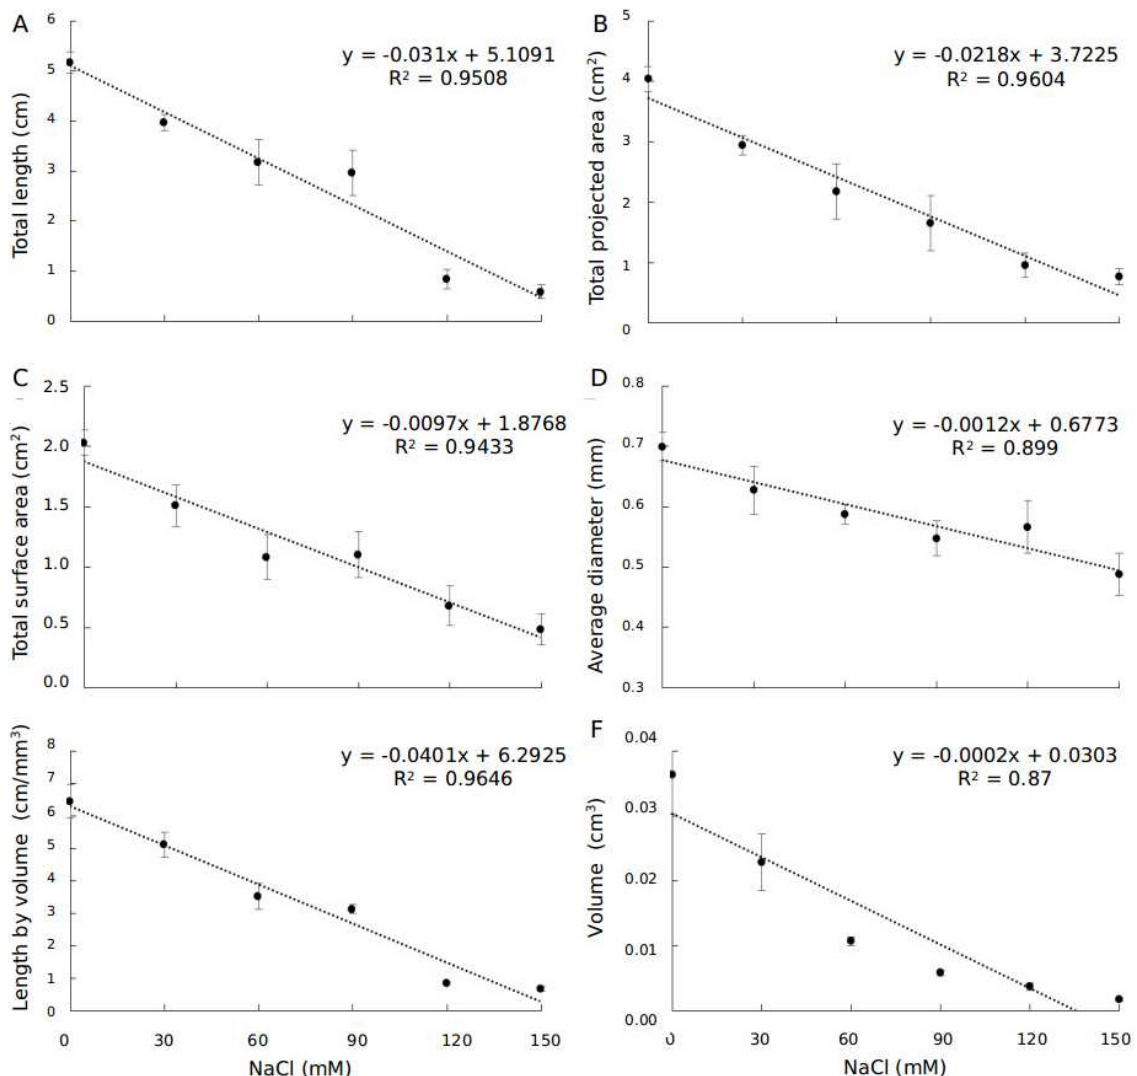 A
Total length (cm)
6
5
4
3
2
1
0
y = -0.031x + 5.1091
R² = 0.9508
B
Total projected area (cm²)
5
4
3
2
1
0
y = -0.0218x + 3.7225
R² = 0.9604
C
Total surface area (cm²)
2.5
2.0
1.5
1.0
0.5
0.0
y = -0.0097x + 1.8768
R² = 0.9433
D
Average diameter (mm)
0.8
0.7
0.6
0.5
0.4
0.3
y = -0.0012x + 0.6773
R² = 0.899
Length by volume (cm/mm³)
8
7
6
5
4
3
2
1
0
y = -0.0401x + 6.2925
R² = 0.9646
0 30 60 90 120 150
NaCl (mM)
F
Volume (cm³)
0.04
0.03
0.02
0.01
0.00
y = -0.0002x + 0.0303
R² = 0.87
0 30 60 90 120 150
NaCl (mM)